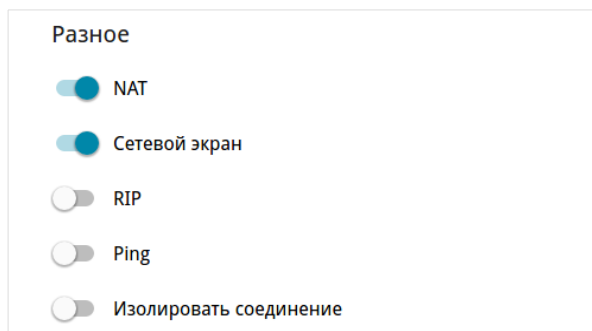 Разное
NAT
Сетевой экран
RIP
Ping
Изолировать соединение